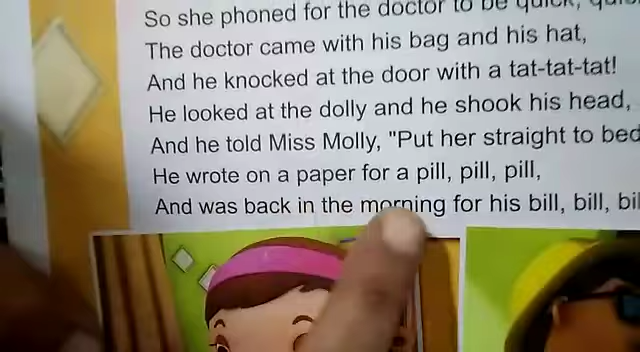 So she phoned for the doctor to be quick,
The doctor came with his bag and his hat,
And he knocked at the door with a tat-tat-tat!
He looked at the dolly and he shook his head,
And he told Miss Molly, "Put her straight to bed
He wrote on a paper for a pill, pill, pill,
And was back in the morning for his bill, bill,